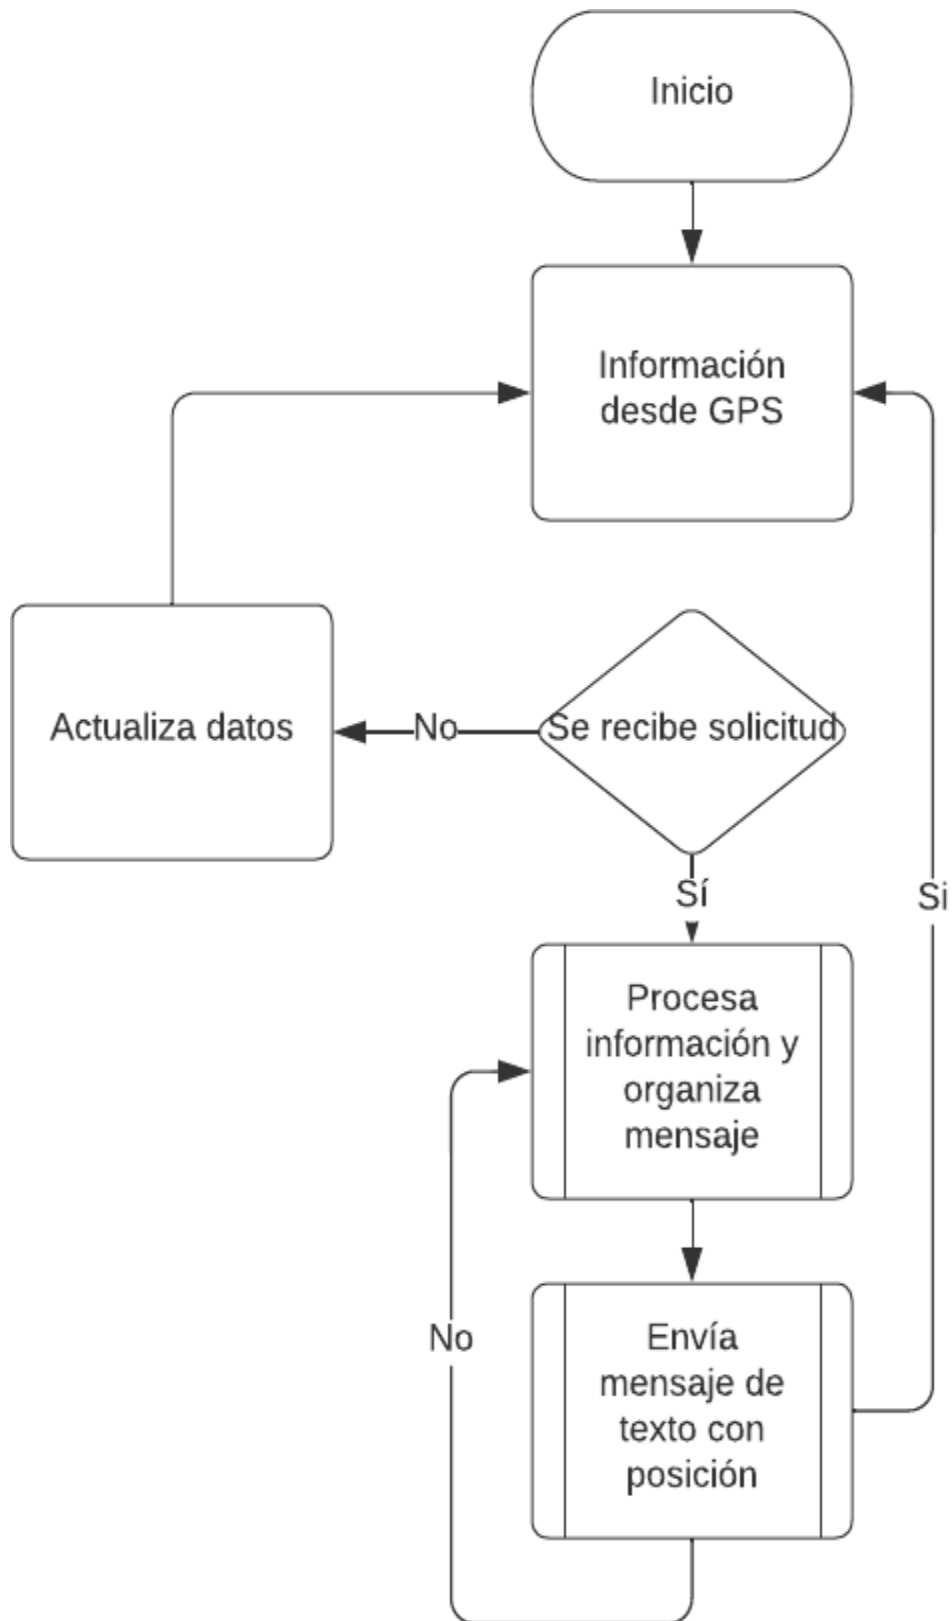 Inicio
Información
desde GPS
Actualiza datos
No
Se recibe solicitud
Sí
Si
Procesa
información y
organiza
mensaje
No
Envía
mensaje de
texto con
posición